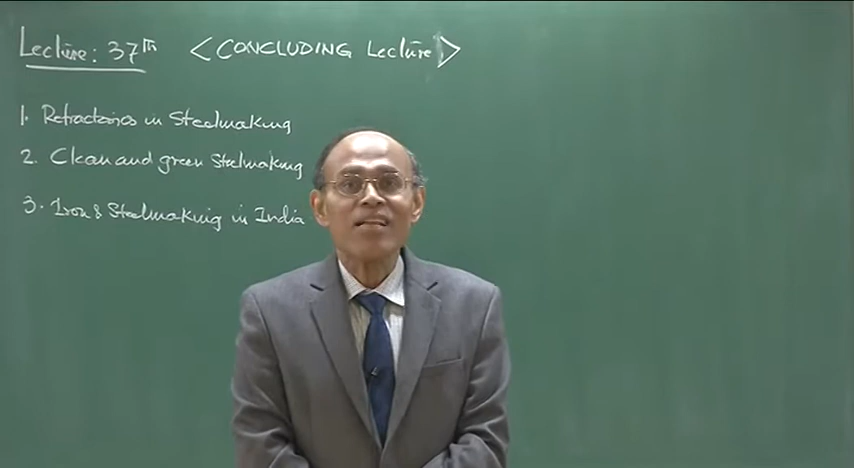 Lecture: 37th <CONCLUDING Lecture>
1. Refractories in Steelmaking
2. Clean and green Steelmaking
3. Iron & Steelmaking in India